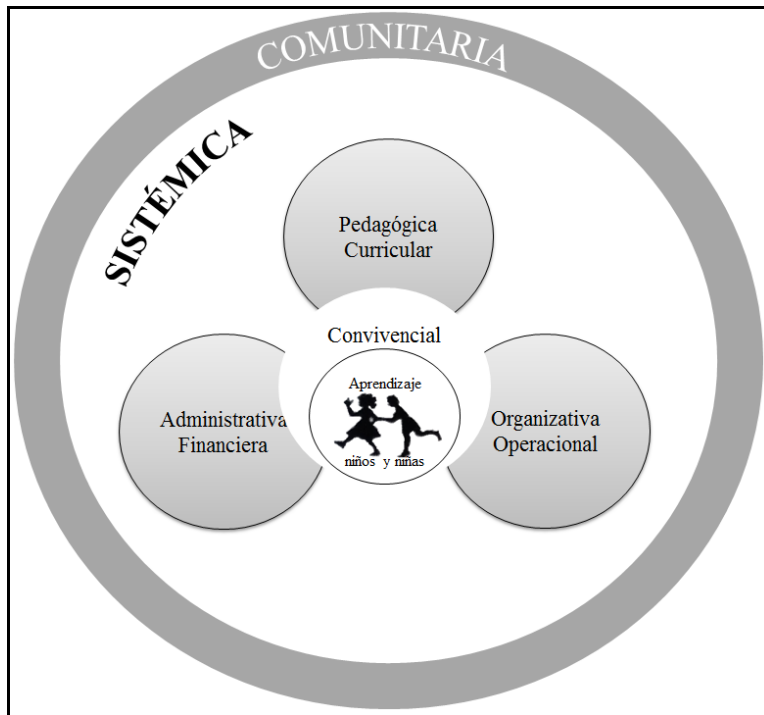 COMUNITARIA
SISTÉMICA
Pedagógica
Curricular
Convivencial
Aprendizaje
niños y niñas
Administrativa
Financiera
Organizativa
Operacional